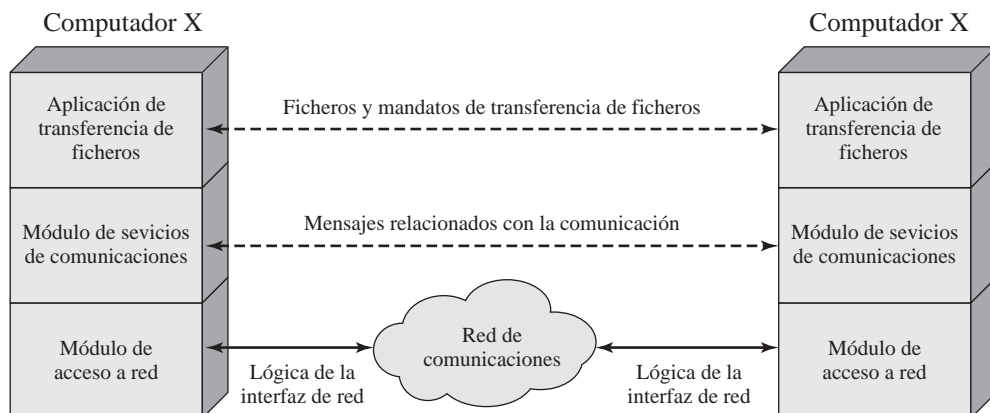 Computador X
Computador X
Aplicación de
transferencia de
ficheros
Ficheros y mandatos de transferencia de ficheros
Aplicación de
transferencia de
ficheros
Módulo de sevicios
de comunicaciones
Mensajes relacionados con la comunicación
Módulo de sevicios
de comunicaciones
Módulo de
acceso a red
Lógica de la
interfaz de red
Red de
comunicaciones
Lógica de la
interfaz de red
Módulo de
acceso a red